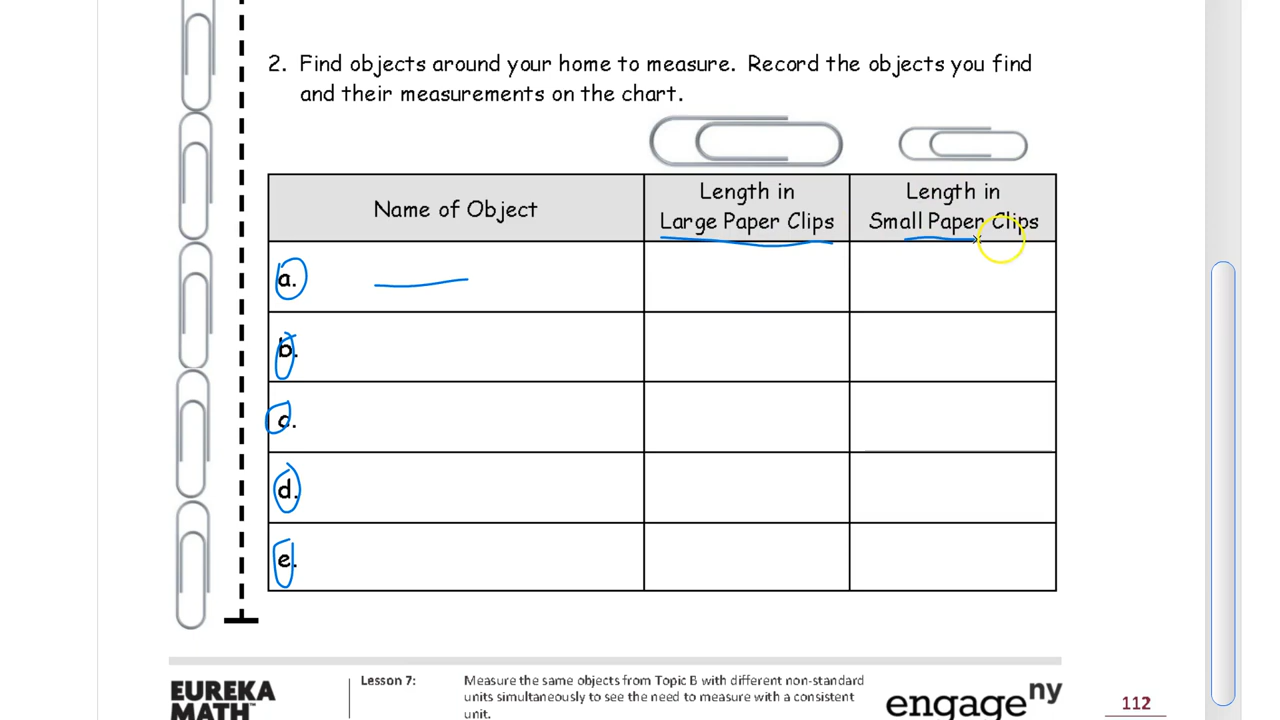 2. Find objects around your home to measure. Record the objects you find
and their measurements on the chart.
Name of Object
Length in
Large Paper Clips
Length in
Small Paper Clips
a.
b.
c.
d.
e.
EUREKA
MATH™
Lesson 7:
Measure the same objects from Topic B with different non-standard
units simultaneously to see the need to measure with a consistent
unit.
engage ny
112